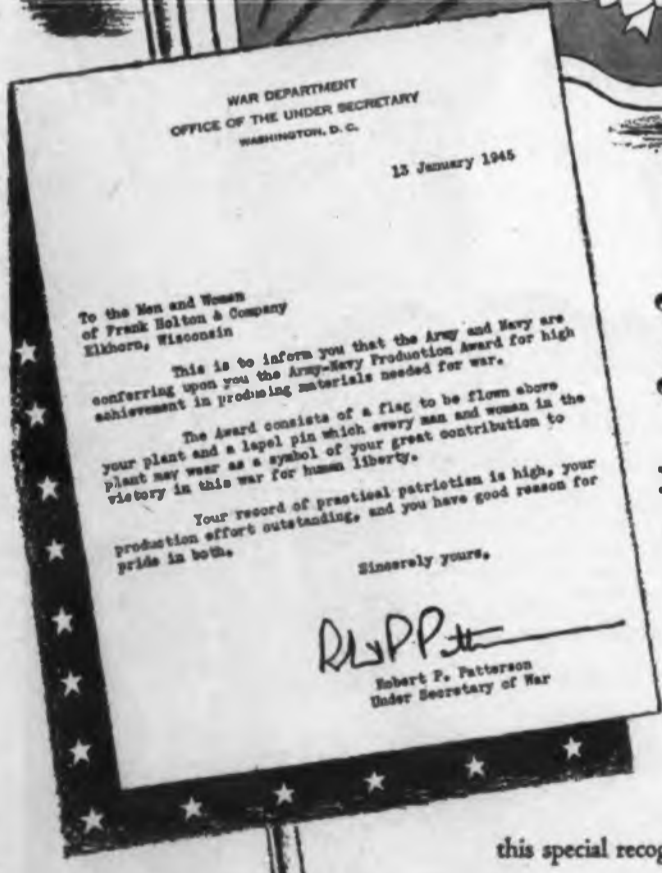 WAR DEPARTMENT
OFFICE OF THE UNDER SECRETARY
WASHINGTON, D. C.
13 January 1945
To the Men and Women
of Frank Holton & Company
Elkhorn, Wisconsin
This is to inform you that the Army and Navy are
conferring upon you the Army-Navy Production Award for high
achievement in producing materials needed for war.
The Award consists of a flag to be flown above
your plant and a lapel pin which every man and woman in the
plant may wear as a symbol of your great contribution to
victory in this war for human liberty.
Your record of practical patriotism is high, your
production effort outstanding, and you have good reason for
pride in both.
Sincerely yours,
Robert P. Patterson
Under Secretary of War
this special recog